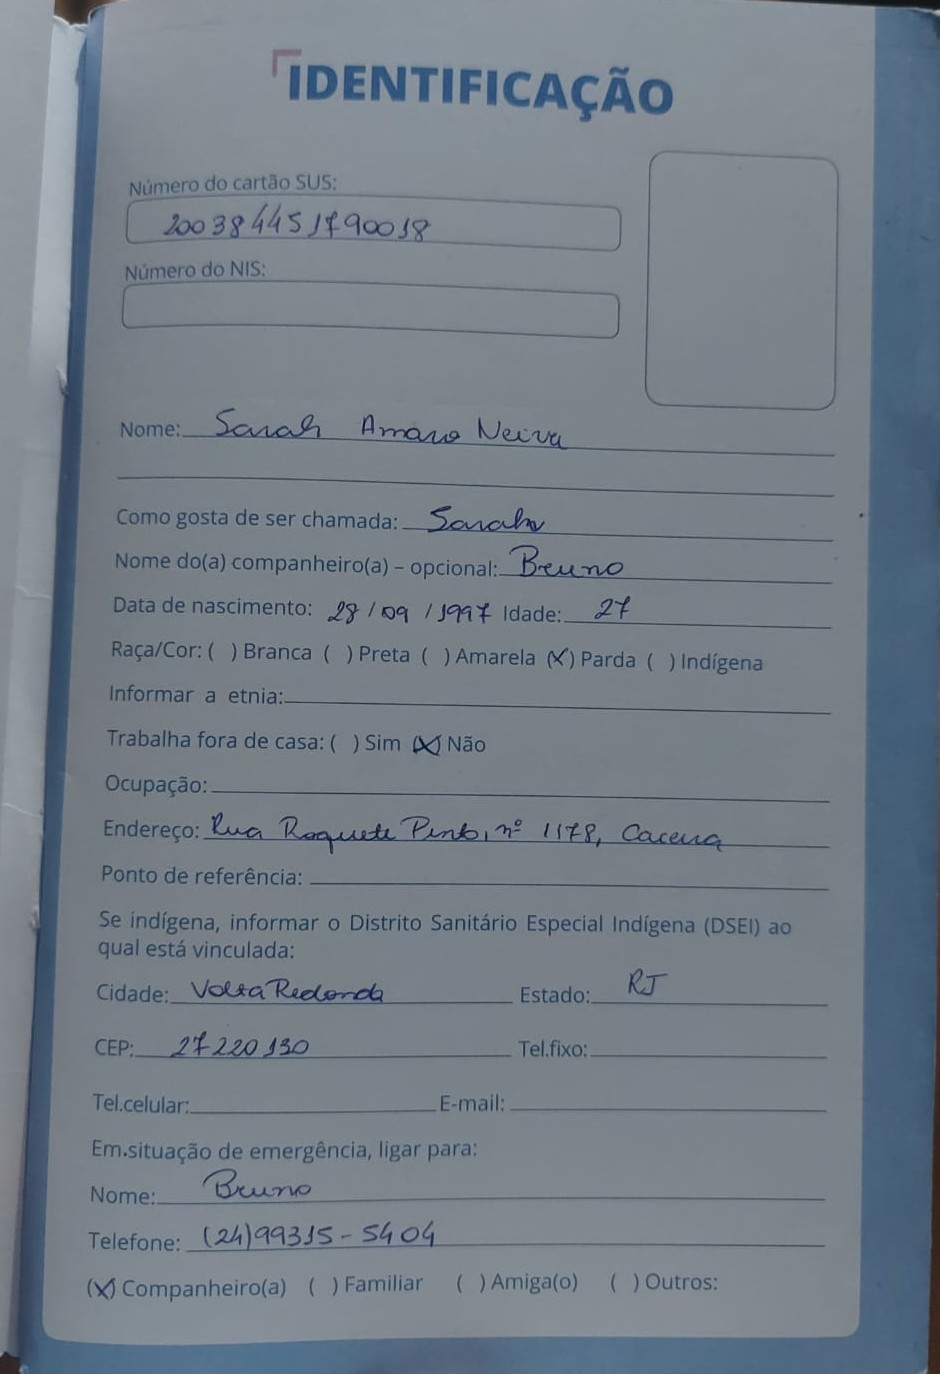 IDENTIFICAÇÃO
Número do cartão SUS:
200384451790018
Número do NIS:
Nome: Sarah Amaro Neiva
Como gosta de ser chamada: Sarah
Nome do(a) companheiro(a) – opcional: Bruno
Data de nascimento: 28 / 09 / 1997 Idade: 27
Raça/Cor: ( ) Branca ( ) Preta ( ) Amarela (X) Parda ( ) Indígena
Informar a etnia:
Trabalha fora de casa: ( ) Sim (X) Não
Ocupação:
Endereço: Rua Roquete Pinto, nº 1178,
Ponto de referência:
Se indígena, informar o Distrito Sanitário Especial Indígena (DSEI) ao
qual está vinculada:
Cidade: Volta Redonda Estado: RJ
CEP: 27220130 Tel.fixo:
Tel.celular: E-mail:
Em situação de emergência, ligar para:
Nome: Bruno
Telefone: (24)99315-5404
(X) Companheiro(a) ( ) Familiar ( ) Amiga(o) ( ) Outros: